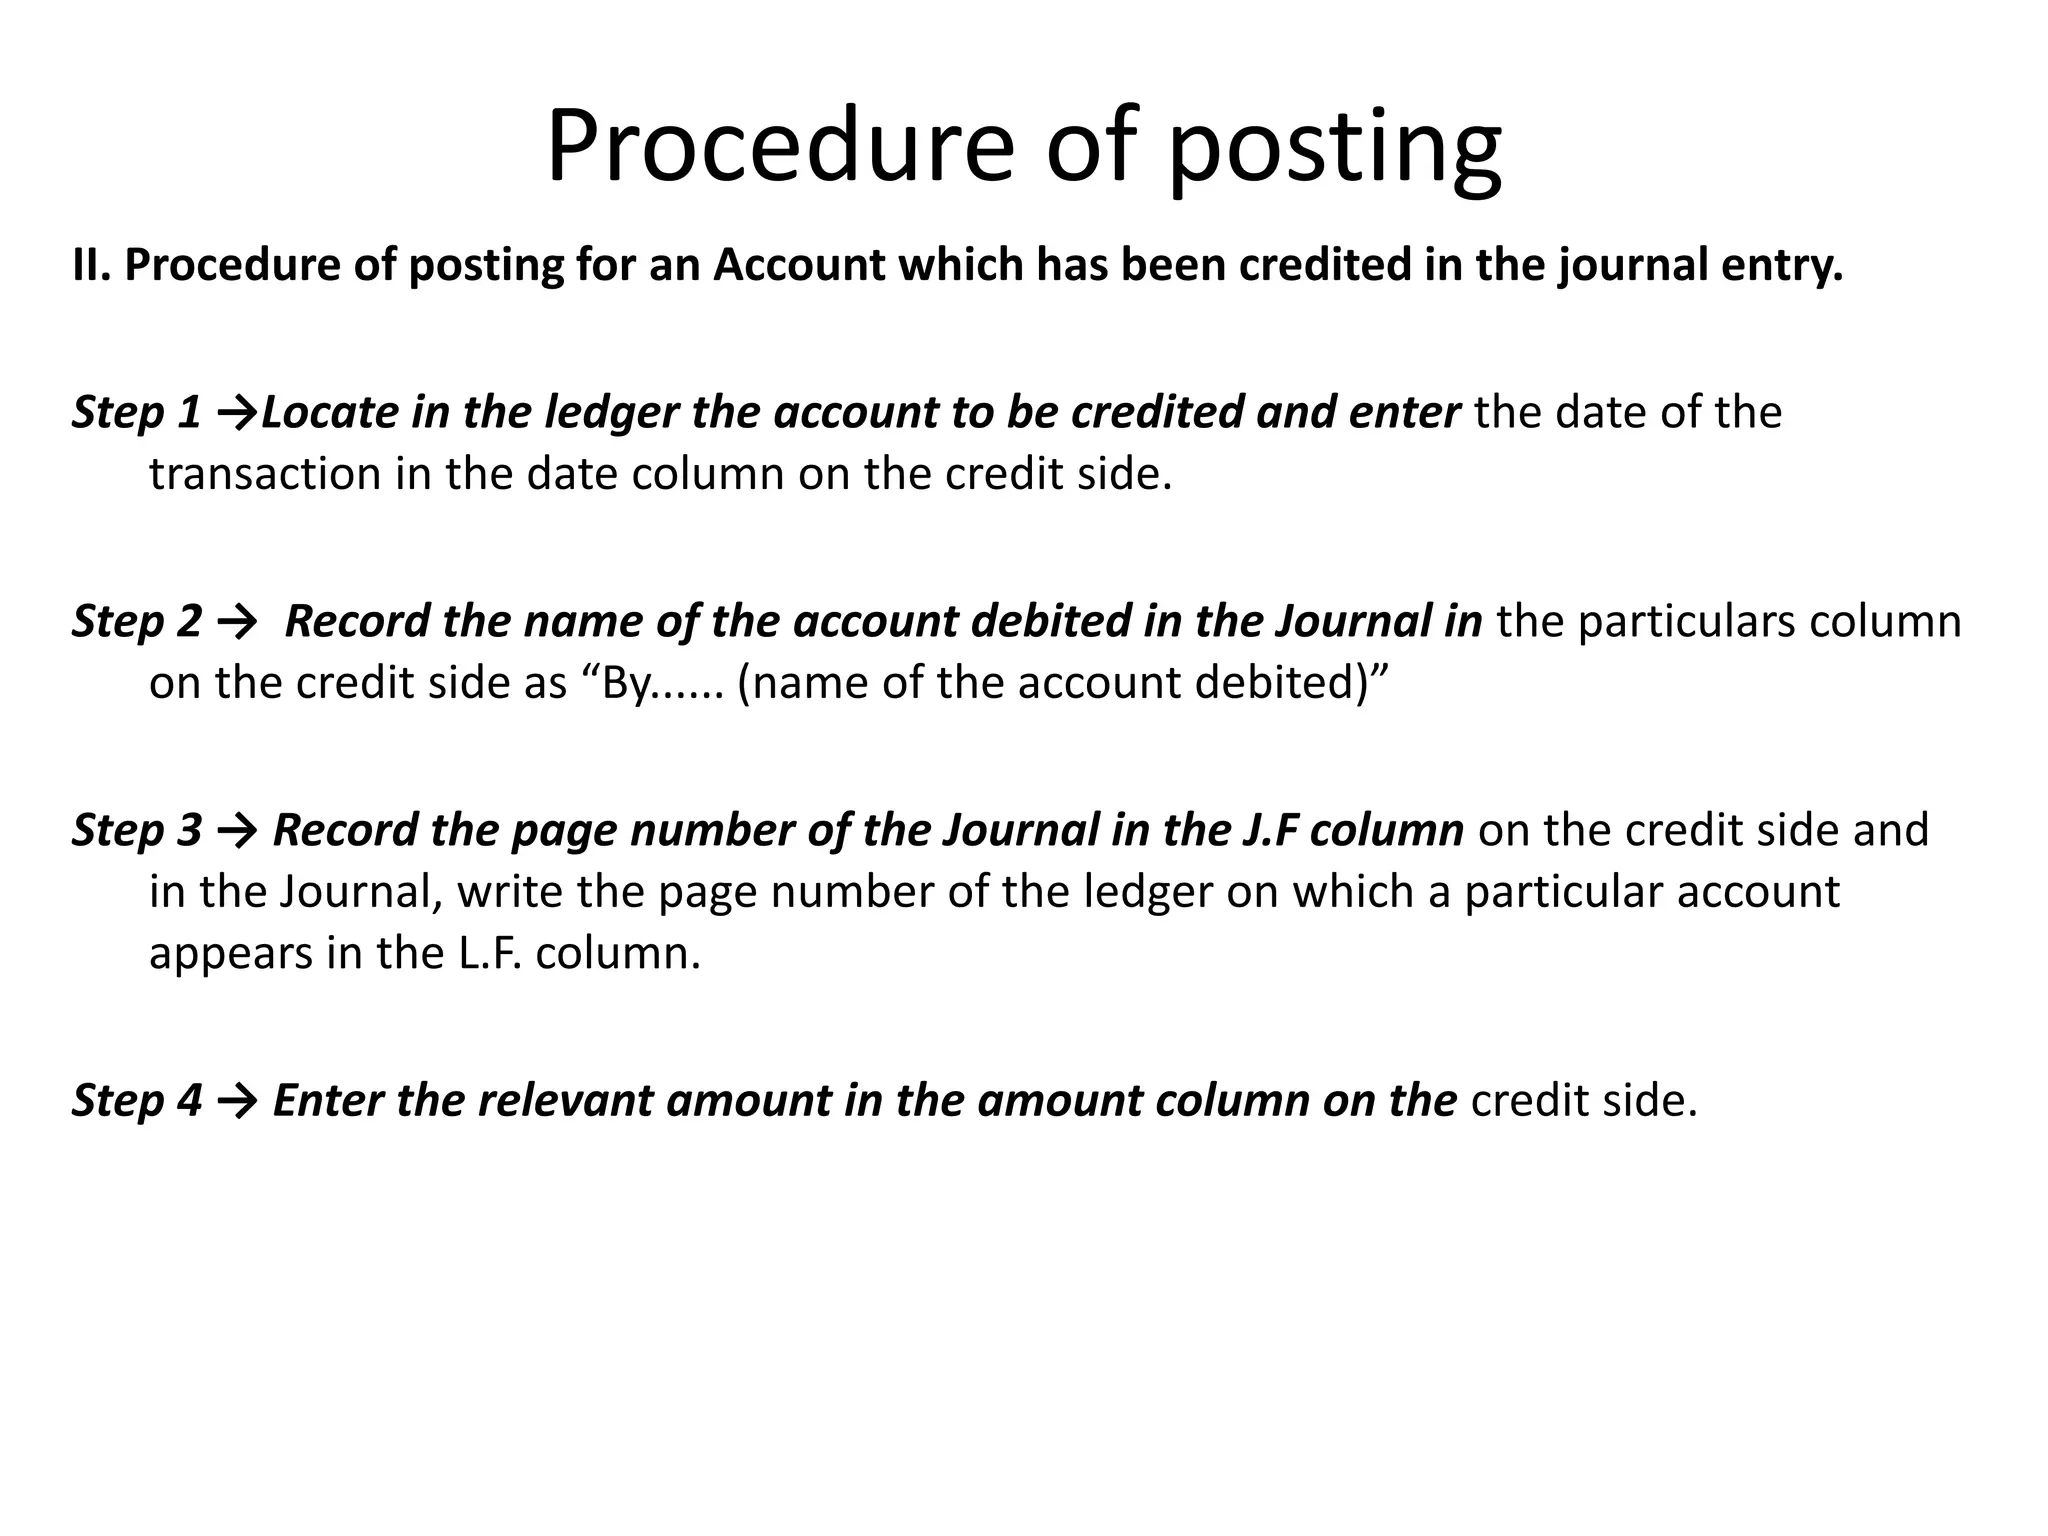 Procedure of posting
II. Procedure of posting for an Account which has been credited in the journal entry.
Step 1 →Locate in the ledger the account to be credited and enter the date of the
transaction in the date column on the credit side.
Step 2 →  Record the name of the account debited in the Journal in the particulars column
on the credit side as “By...... (name of the account debited)”
Step 3 → Record the page number of the Journal in the J.F column on the credit side and
in the Journal, write the page number of the ledger on which a particular account
appears in the L.F. column.
Step 4 → Enter the relevant amount in the amount column on the credit side.